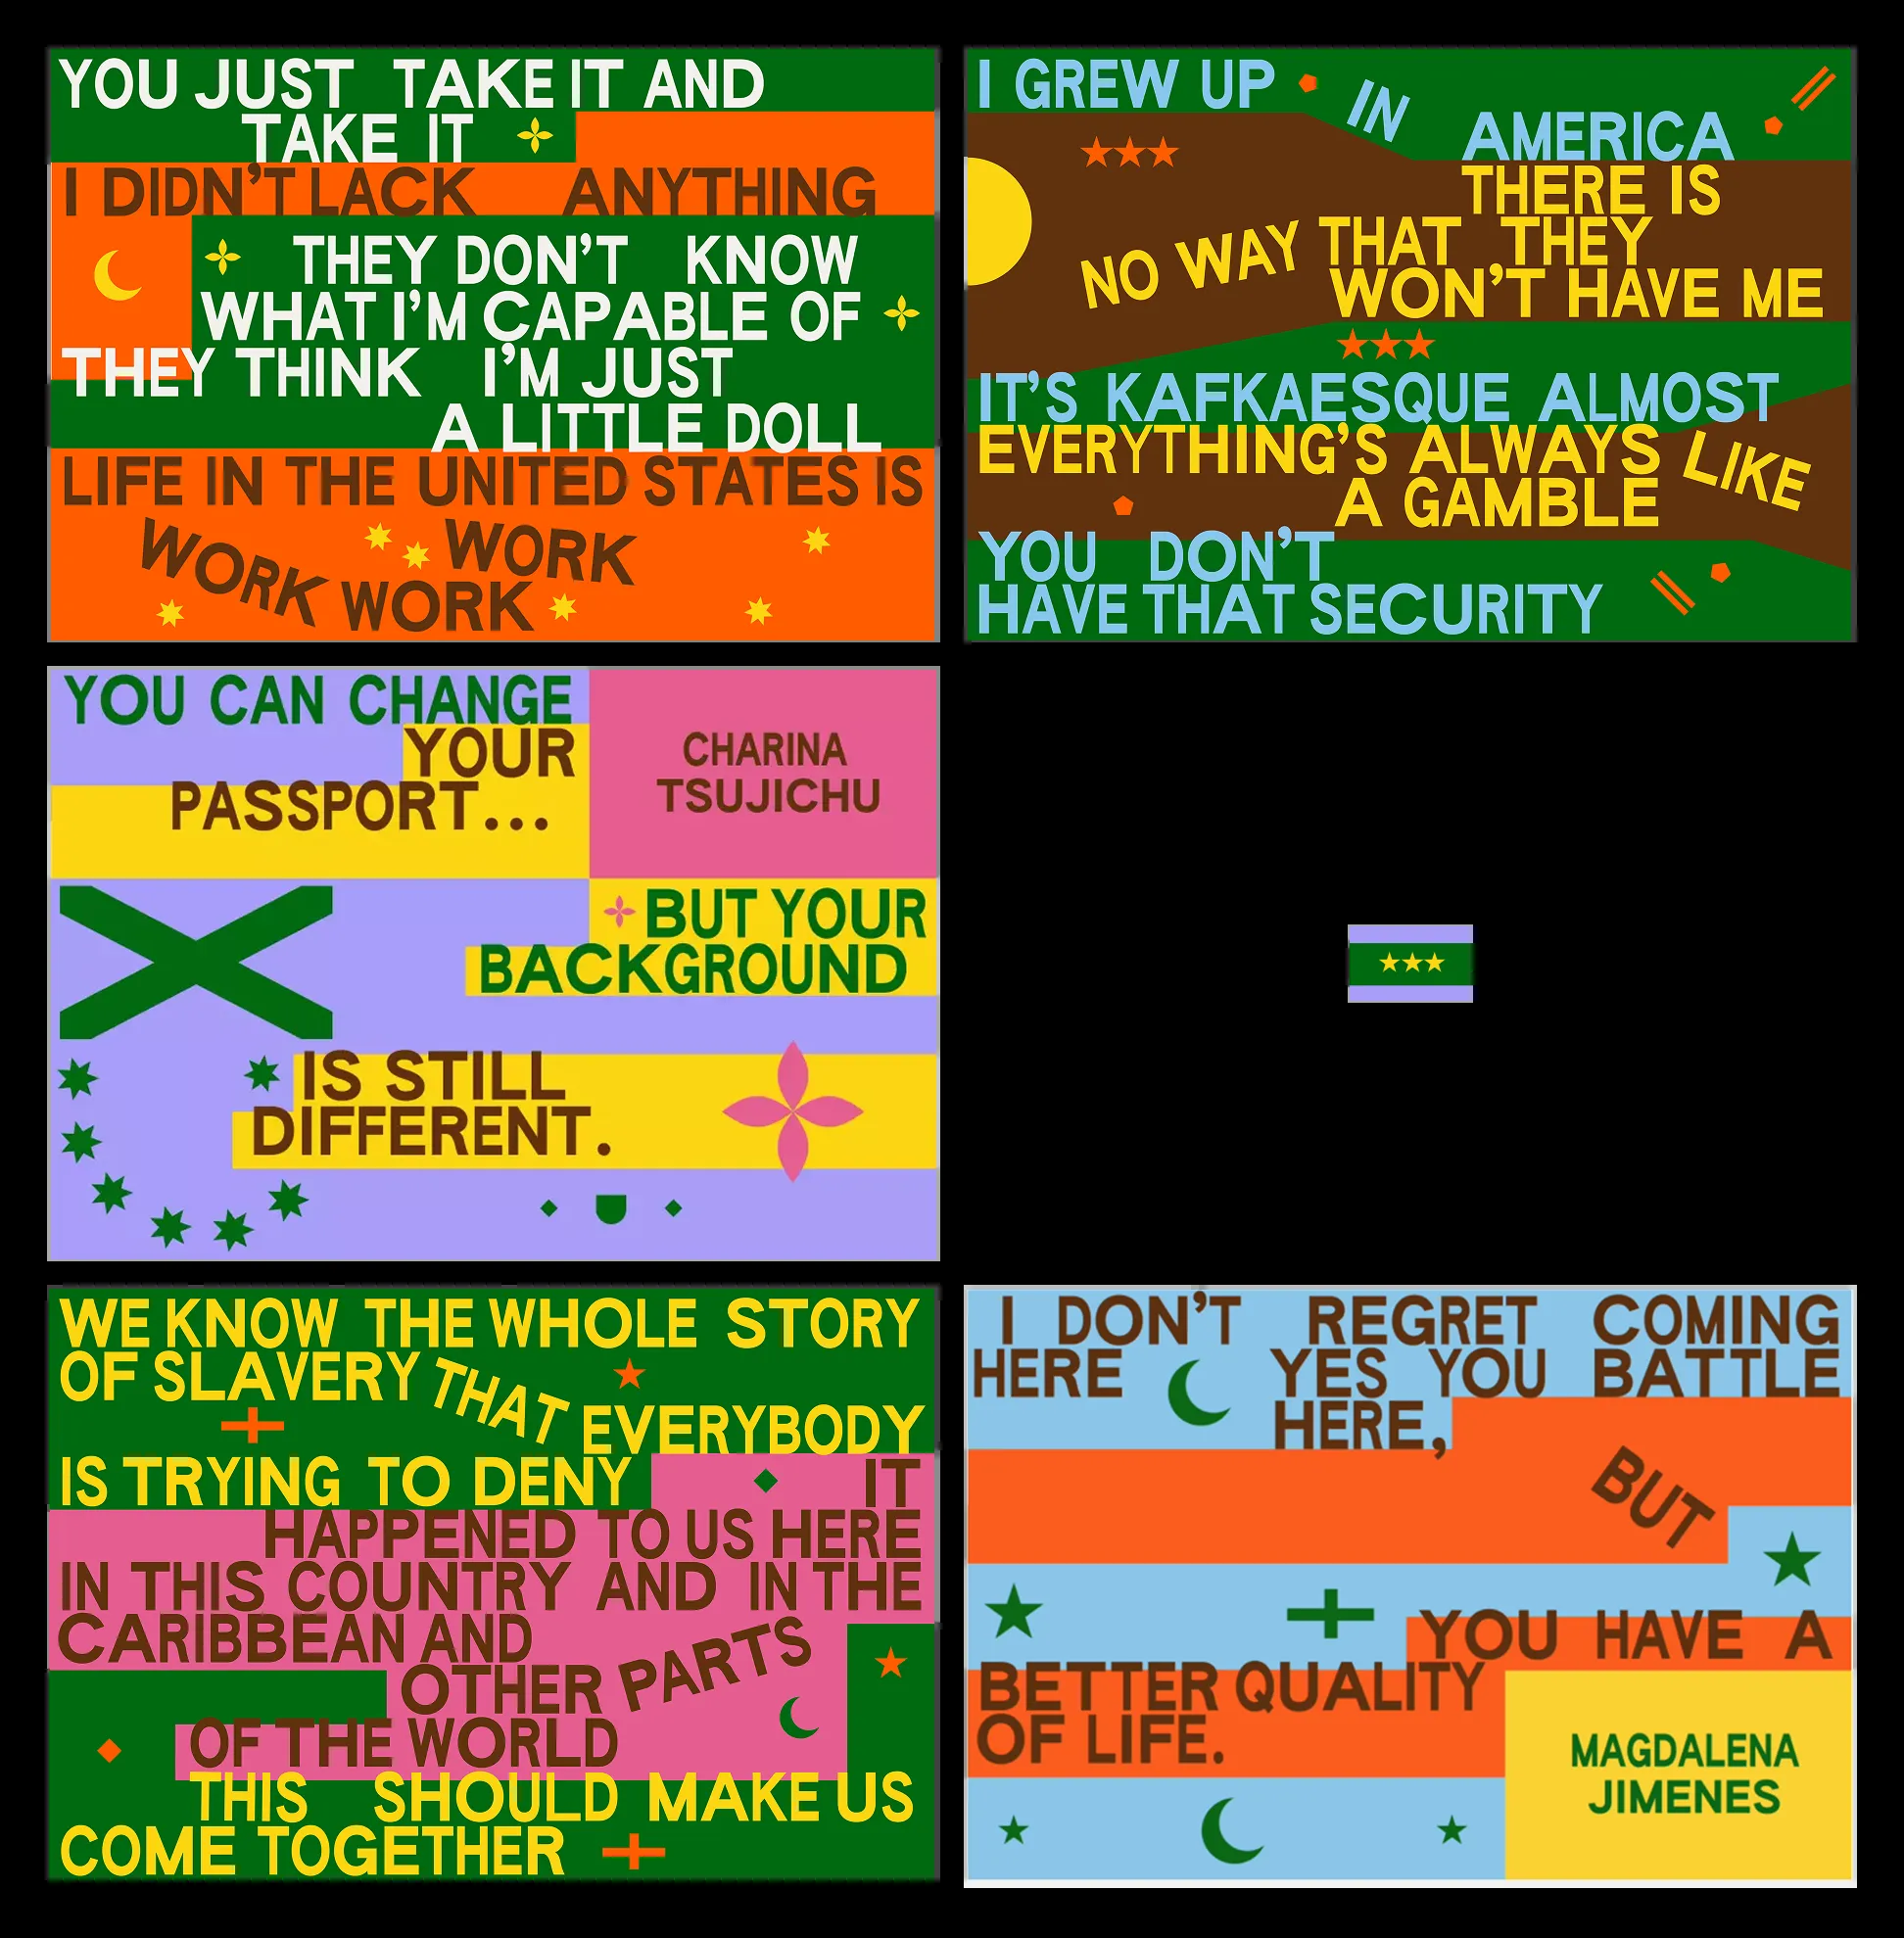 YOU JUST TAKE IT AND
TAKE IT
I DIDN'T LACK ANYTHING
THEY DON'T KNOW
WHAT I'M CAPABLE OF
THEY THINK I'M JUST
A LITTLE DOLL
LIFE IN THE UNITED STATES IS
WORK WORK
WORK
I GREW UP IN
AMERICA
THERE IS
NO WAY THAT THEY
WON'T HAVE ME
IT'S KAFKAESQUE ALMOST
EVERYTHING'S ALWAYS LIKE
A GAMBLE
YOU DON'T
HAVE THAT SECURITY
YOU CAN CHANGE
YOUR
PASSPORT...
CHARINA
TSUJICHU
BUT YOUR
BACKGROUND
IS STILL
DIFFERENT.
WE KNOW THE WHOLE STORY
OF SLAVERY THAT
EVERYBODY
IS TRYING TO DENY IT
HAPPENED TO US HERE
IN THIS COUNTRY AND IN THE
CARIBBEAN AND
OTHER PARTS
OF THE WORLD
THIS SHOULD MAKE US
COME TOGETHER
I DON'T REGRET COMING
HERE YES YOU BATTLE
HERE,
BUT
YOU HAVE A
BETTER QUALITY
OF LIFE.
MAGDALENA
JIMENES